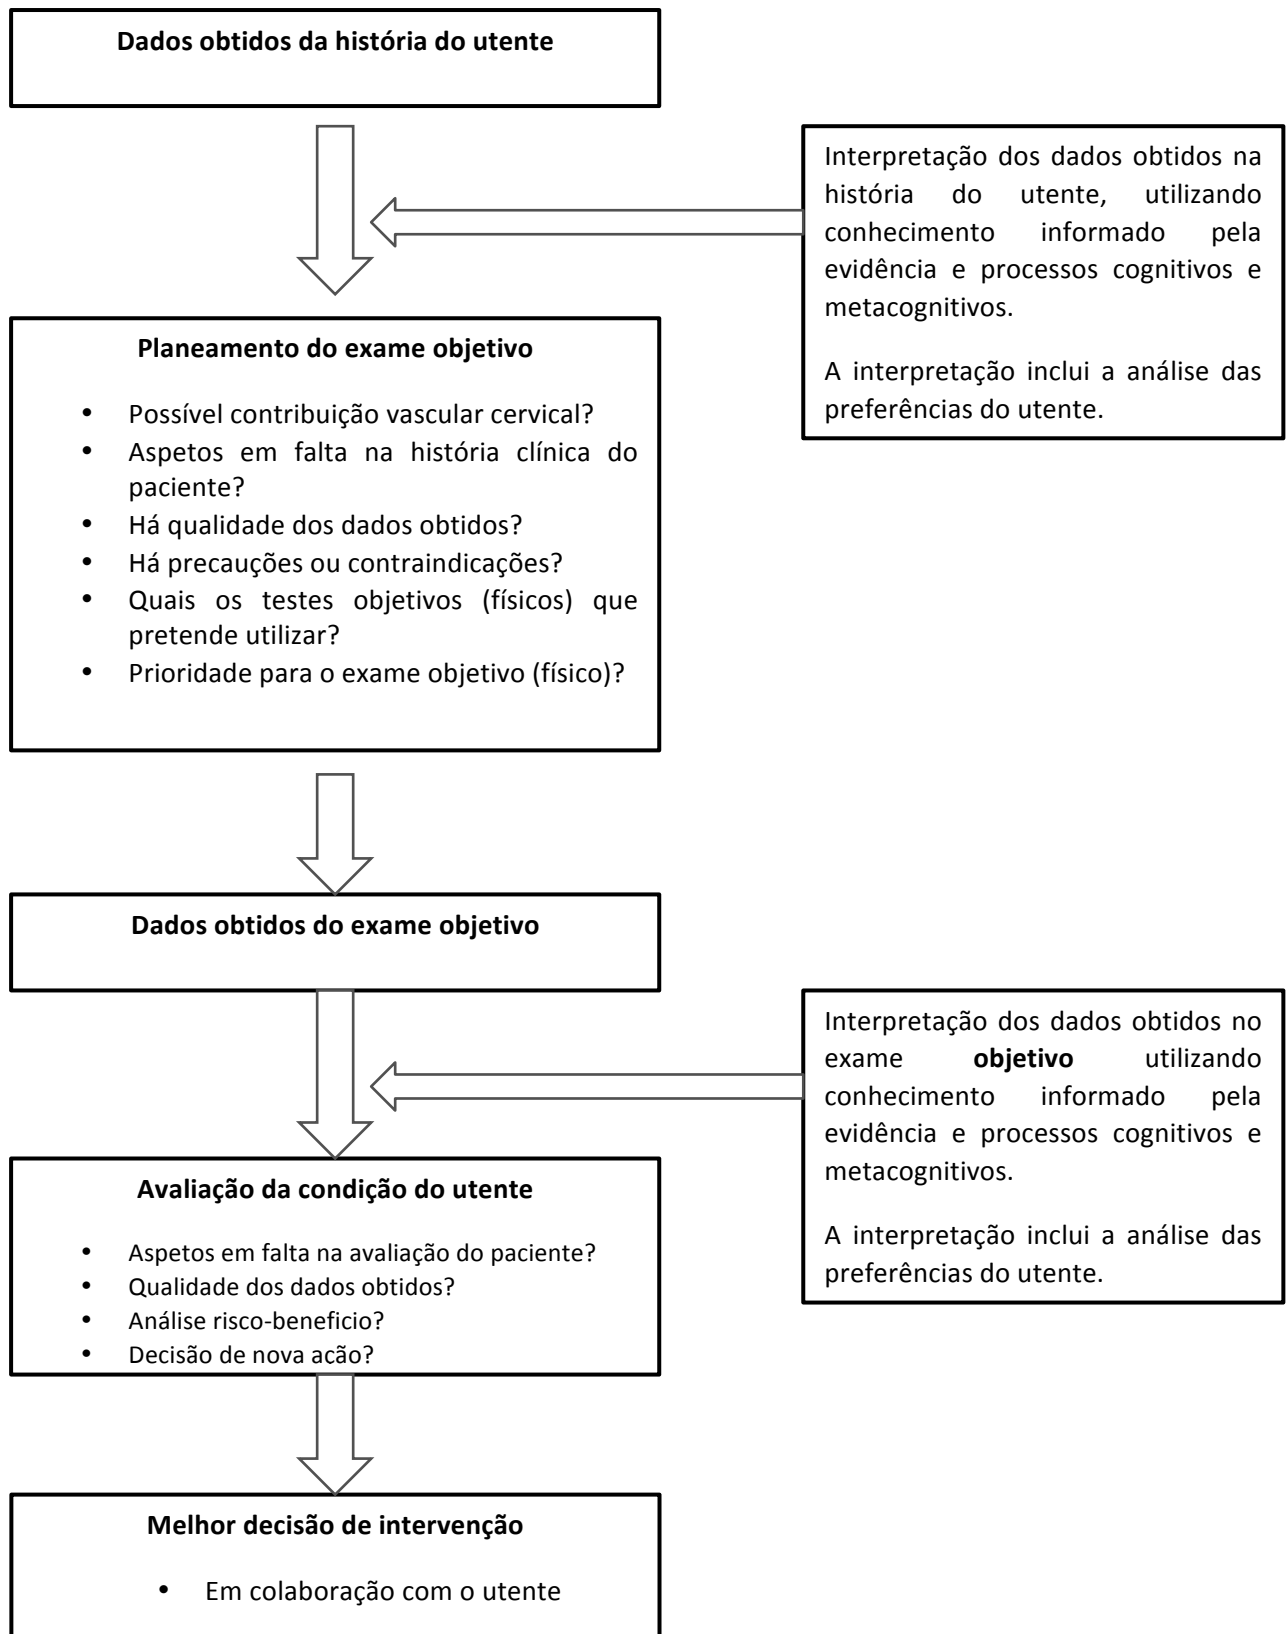 Dados obtidos da história do utente
Interpretação dos dados obtidos na
história do utente, utilizando
conhecimento informado pela
evidência e processos cognitivos e
metacognitivos.
A interpretação inclui a análise das
preferências do utente.
Planeamento do exame objetivo
• Possível contribuição vascular cervical?
• Aspetos em falta na história clínica do
paciente?
• Há qualidade dos dados obtidos?
• Há precauções ou contraindicações?
• Quais os testes objetivos (físicos) que
pretende utilizar?
• Prioridade para o exame objetivo (físico)?
Dados obtidos do exame objetivo
Interpretação dos dados obtidos no
exame objetivo utilizando
conhecimento informado pela
evidência e processos cognitivos e
metacognitivos.
A interpretação inclui a análise das
preferências do utente.
Avaliação da condição do utente
• Aspetos em falta na avaliação do paciente?
• Qualidade dos dados obtidos?
• Análise risco-beneficio?
• Decisão de nova ação?
Melhor decisão de intervenção
• Em colaboração com o utente